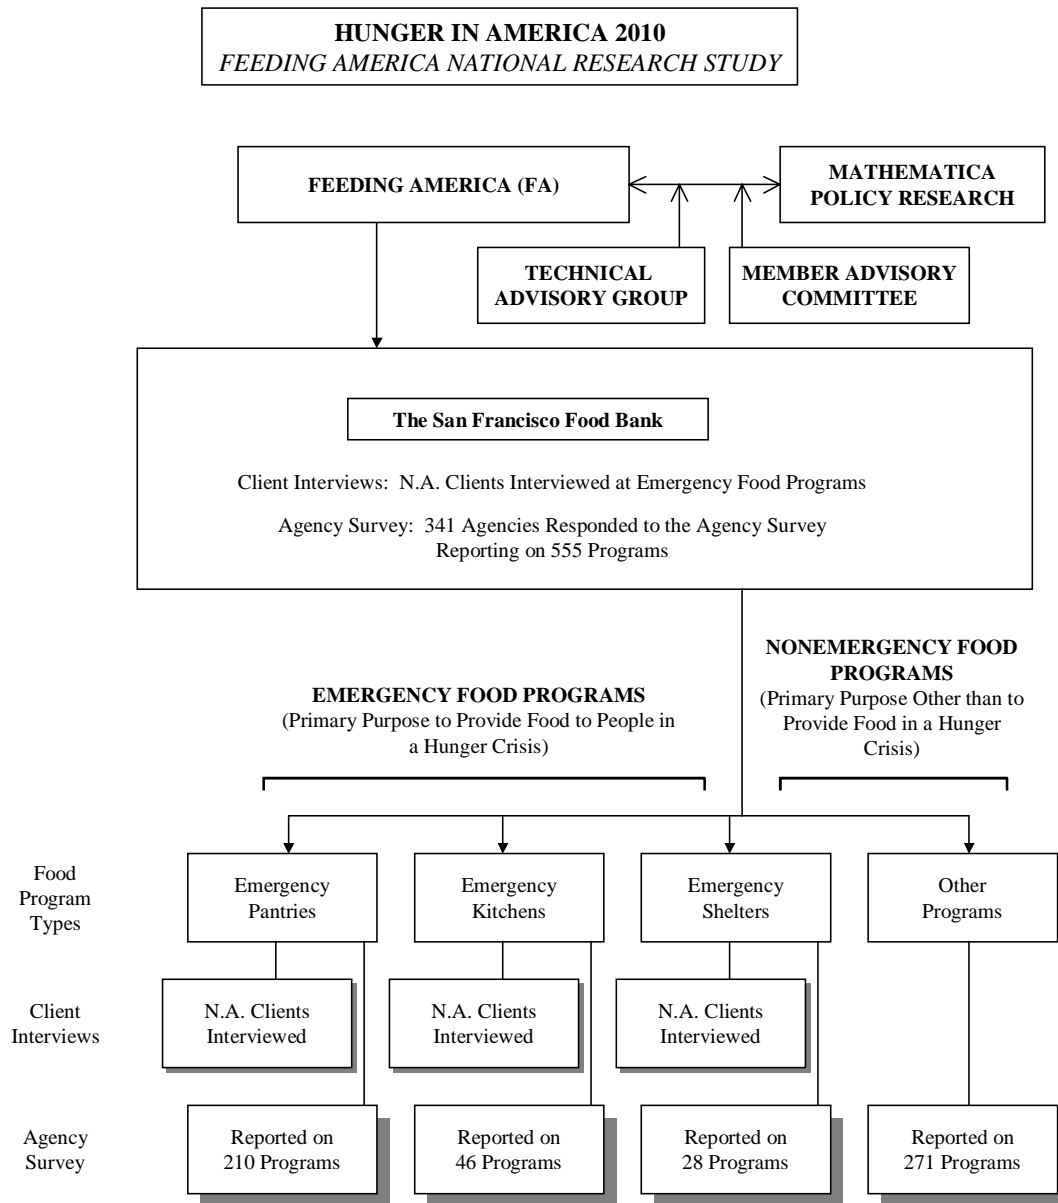 HUNGER IN AMERICA 2010
FEEDING AMERICA NATIONAL RESEARCH STUDY
FEEDING AMERICA (FA)
MATHEMATICA
POLICY RESEARCH
TECHNICAL
ADVISORY GROUP
MEMBER ADVISORY
COMMITTEE
The San Francisco Food Bank
Client Interviews: N.A. Clients Interviewed at Emergency Food Programs
Agency Survey: 341 Agencies Responded to the Agency Survey
Reporting on 555 Programs
EMERGENCY FOOD PROGRAMS
(Primary Purpose to Provide Food to People in
a Hunger Crisis)
NONEMERGENCY FOOD
PROGRAMS
(Primary Purpose Other than to
Provide Food in a Hunger
Crisis)
Food
Program
Types
Emergency
Pantries
Emergency
Kitchens
Emergency
Shelters
Other
Programs
Client
Interviews
N.A. Clients
Interviewed
N.A. Clients
Interviewed
N.A. Clients
Interviewed
Agency
Survey
Reported on
210 Programs
Reported on
46 Programs
Reported on
28 Programs
Reported on
271 Programs